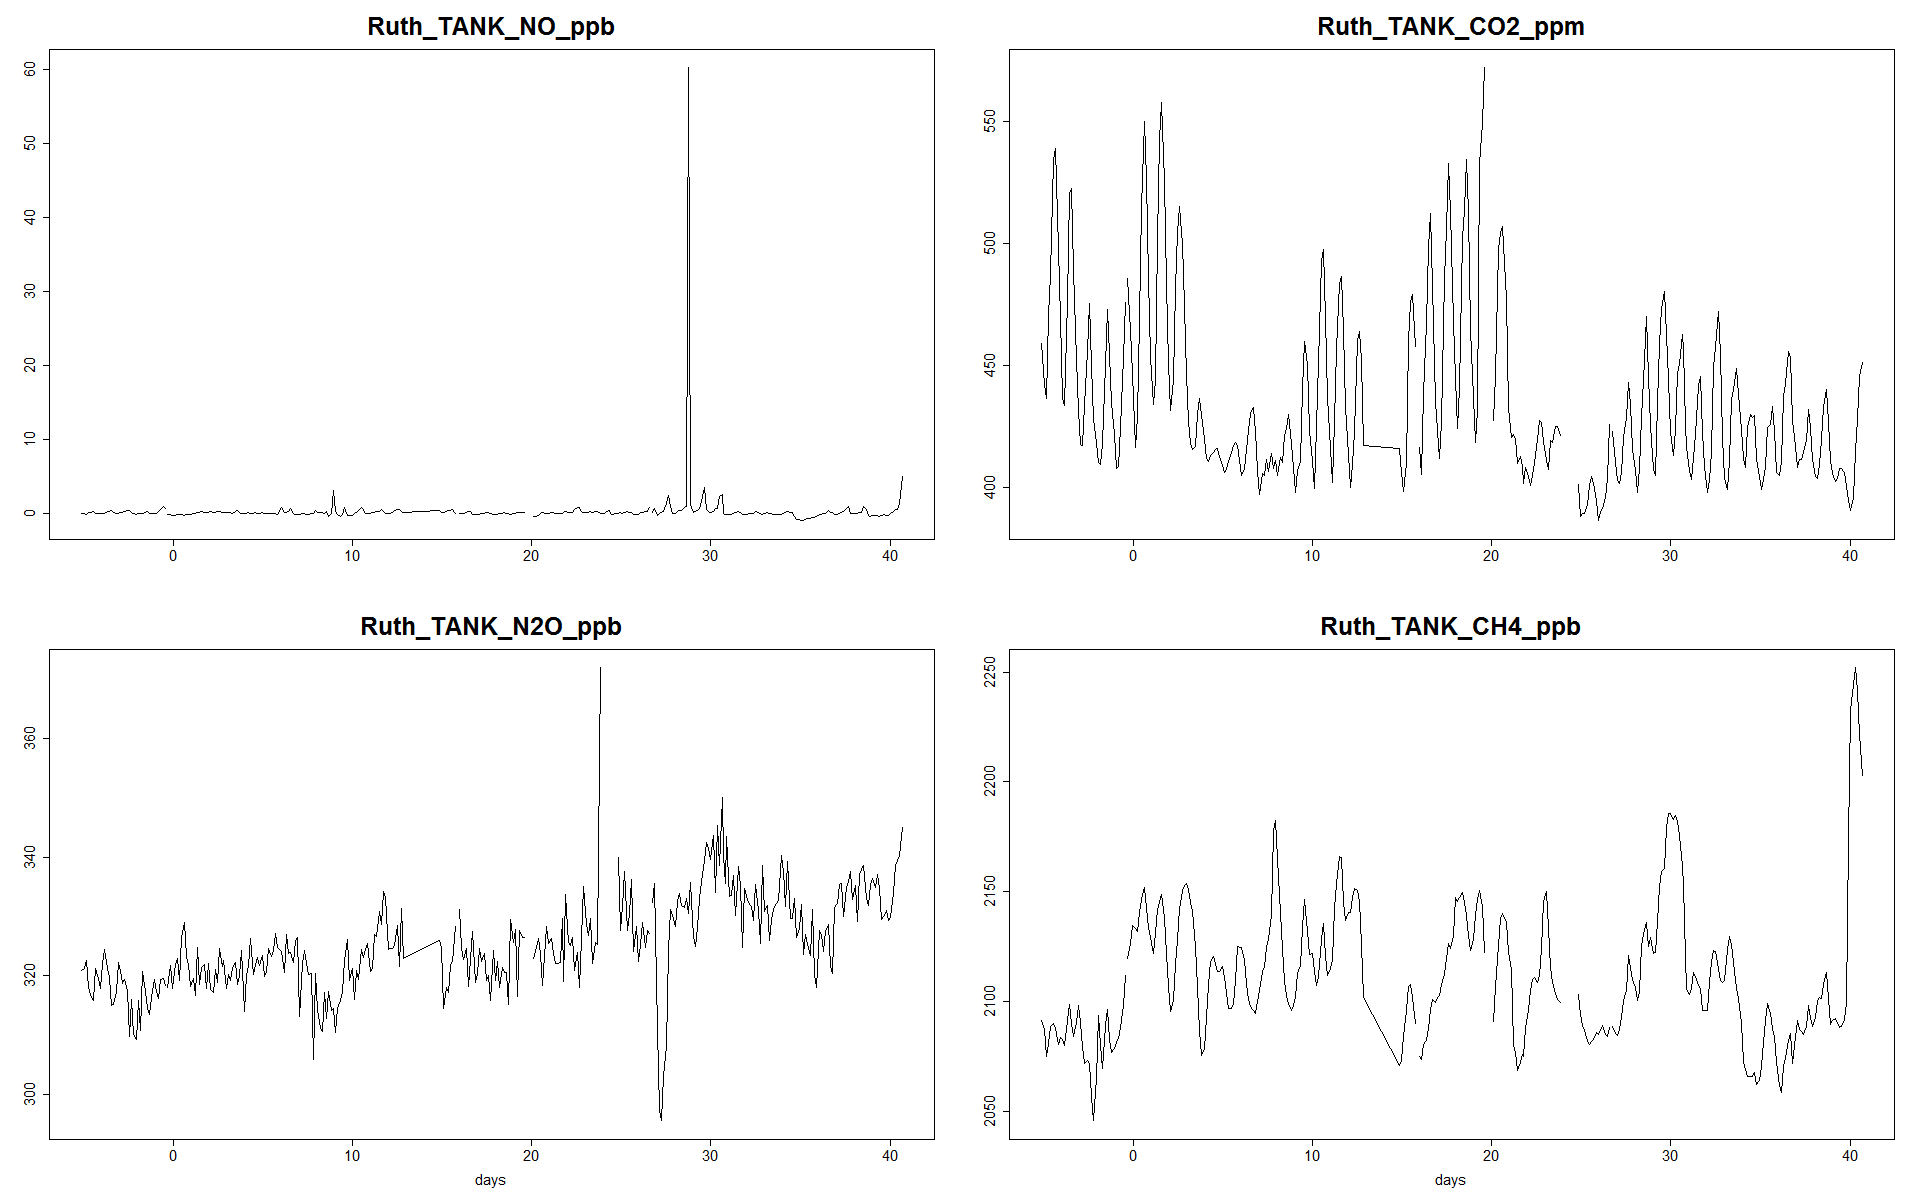 Ruth_TANK_NO_ppb
60
50
40
30
20
10
0
0 10 20 30 40
Ruth_TANK_CO2_ppm
550
500
450
400
0 10 20 30 40
Ruth_TANK_N2O_ppb
360
340
320
300
0 10 20 30 40
days
Ruth_TANK_CH4_ppb
2250
2200
2150
2100
2050
0 10 20 30 40
days